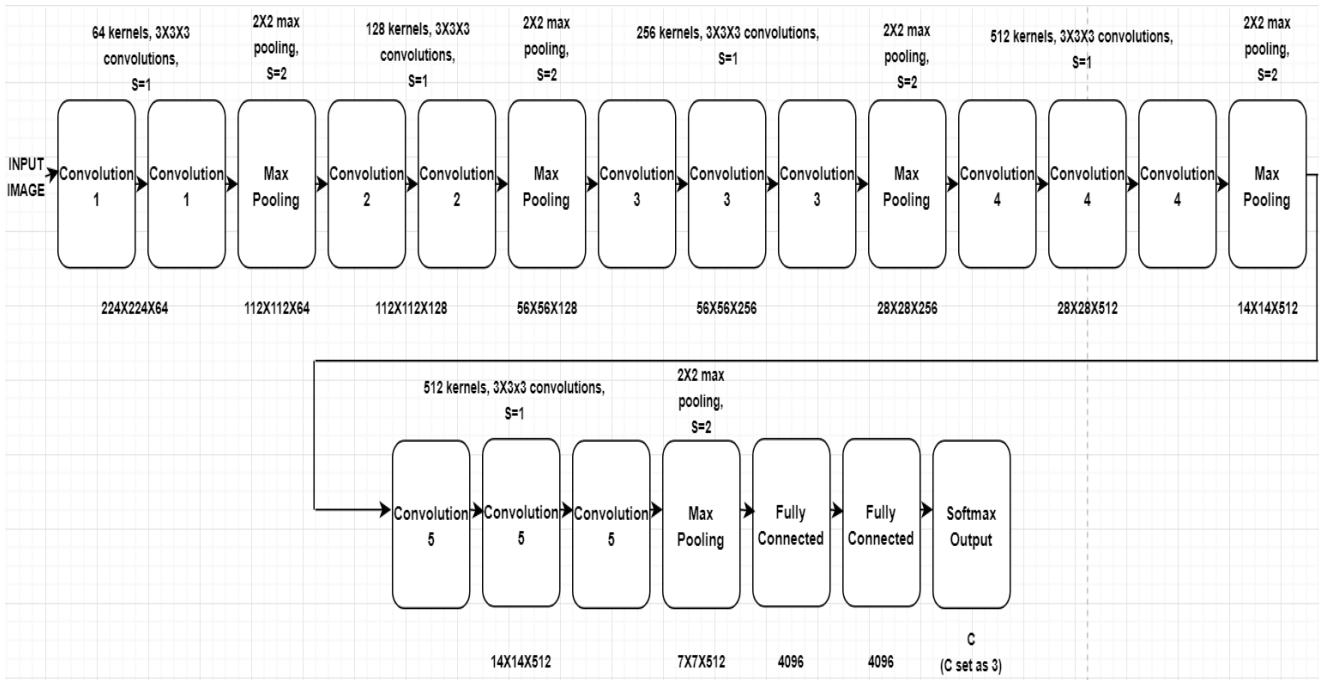 64 kernels, 3X3X3
convolutions,
S=1
2X2 max
pooling,
S=2
128 kernels, 3X3X3
convolutions,
S=1
2X2 max
pooling,
S=2
256 kernels, 3X3X3 convolutions,
S=1
2X2 max
pooling,
S=2
512 kernels, 3X3X3 convolutions,
S=1
2X2 max
pooling,
S=2
INPUT
IMAGE
Convolution
1
Convolution
1
Max
Pooling
Convolution
2
Convolution
2
Max
Pooling
Convolution
3
Convolution
3
Convolution
3
Max
Pooling
Convolution
4
Convolution
4
Convolution
4
Max
Pooling
224X224X64
112X112X64
112X112X128
56X56X128
56X56X256
28X28X256
28X28X512
14X14X512
512 kernels, 3X3x3 convolutions,
S=1
2X2 max
pooling,
S=2
Convolution
5
Convolution
5
Convolution
5
Max
Pooling
Fully
Connected
Fully
Connected
Softmax
Output
14X14X512
7X7X512
4096
4096
C
(C set as 3)